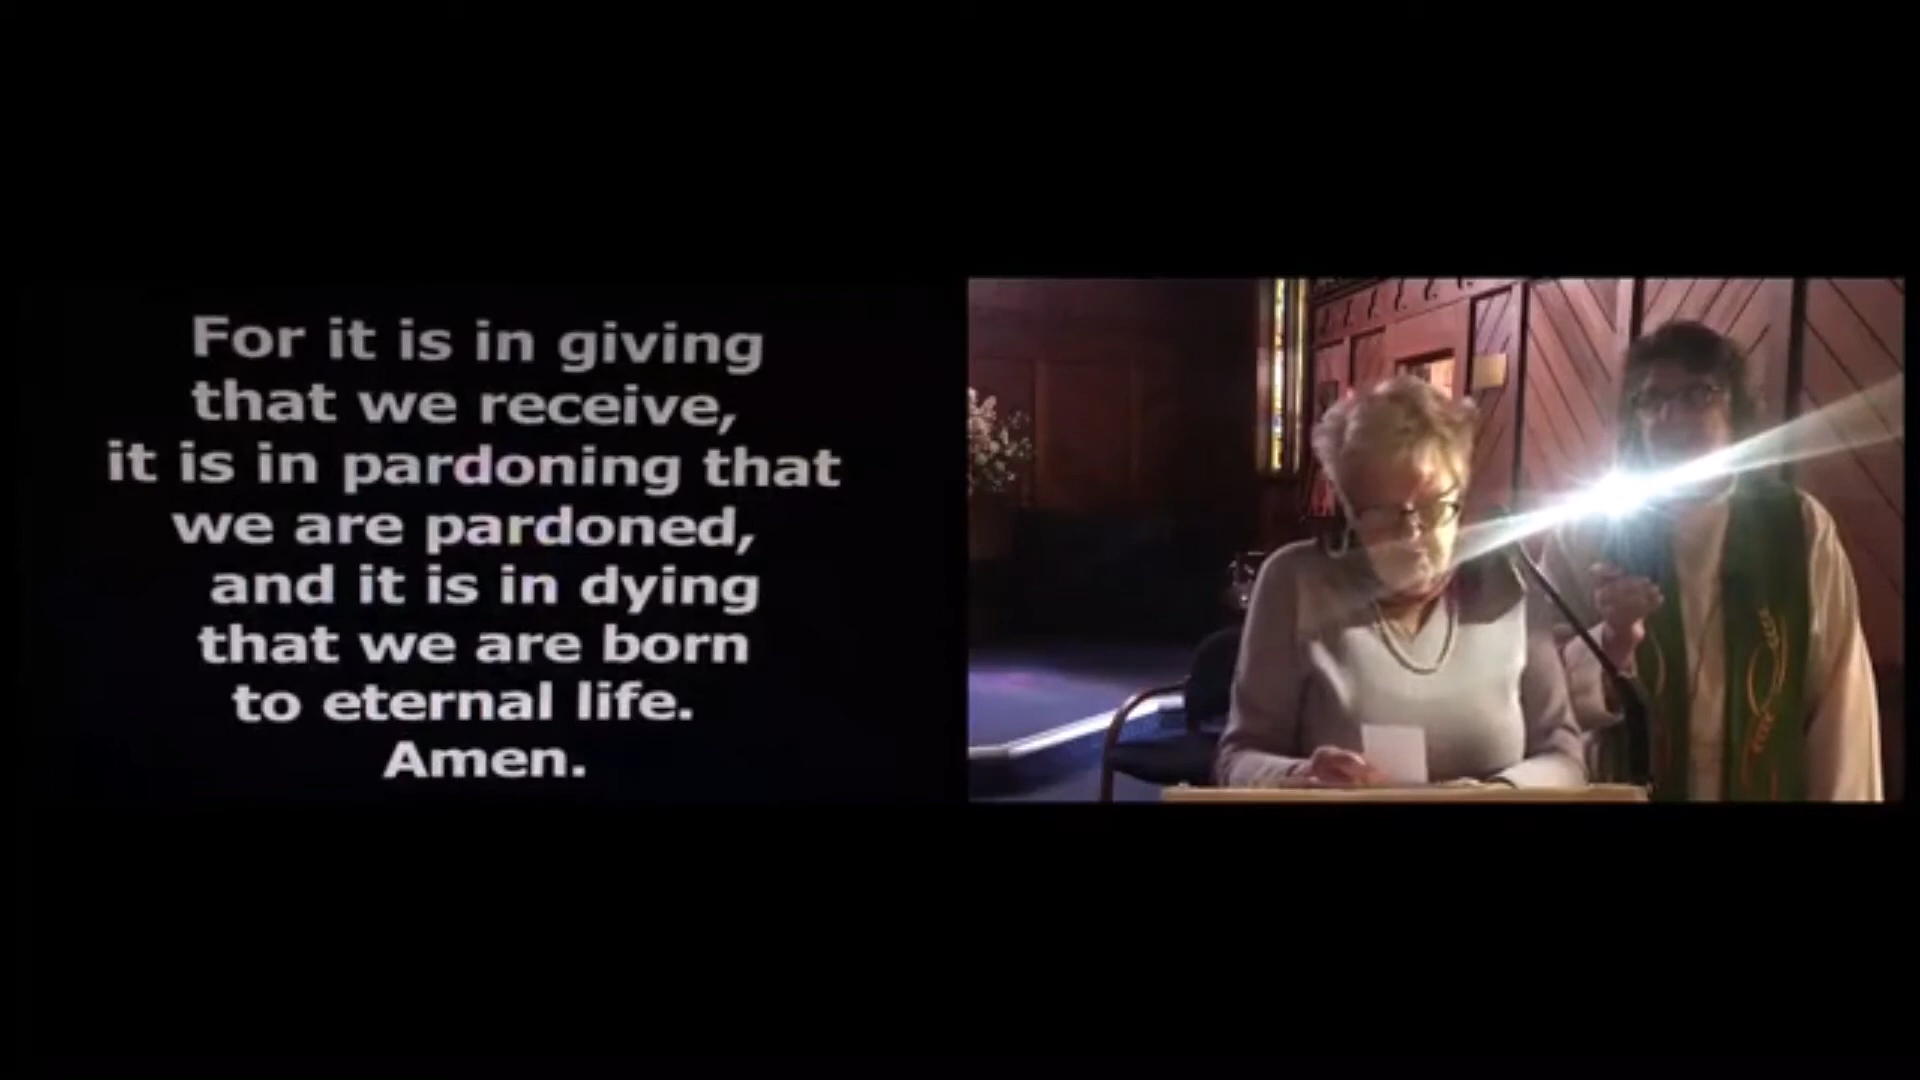 For it is in giving
that we receive,
it is in pardoning that
we are pardoned,
and it is in dying
that we are born
to eternal life.
Amen.